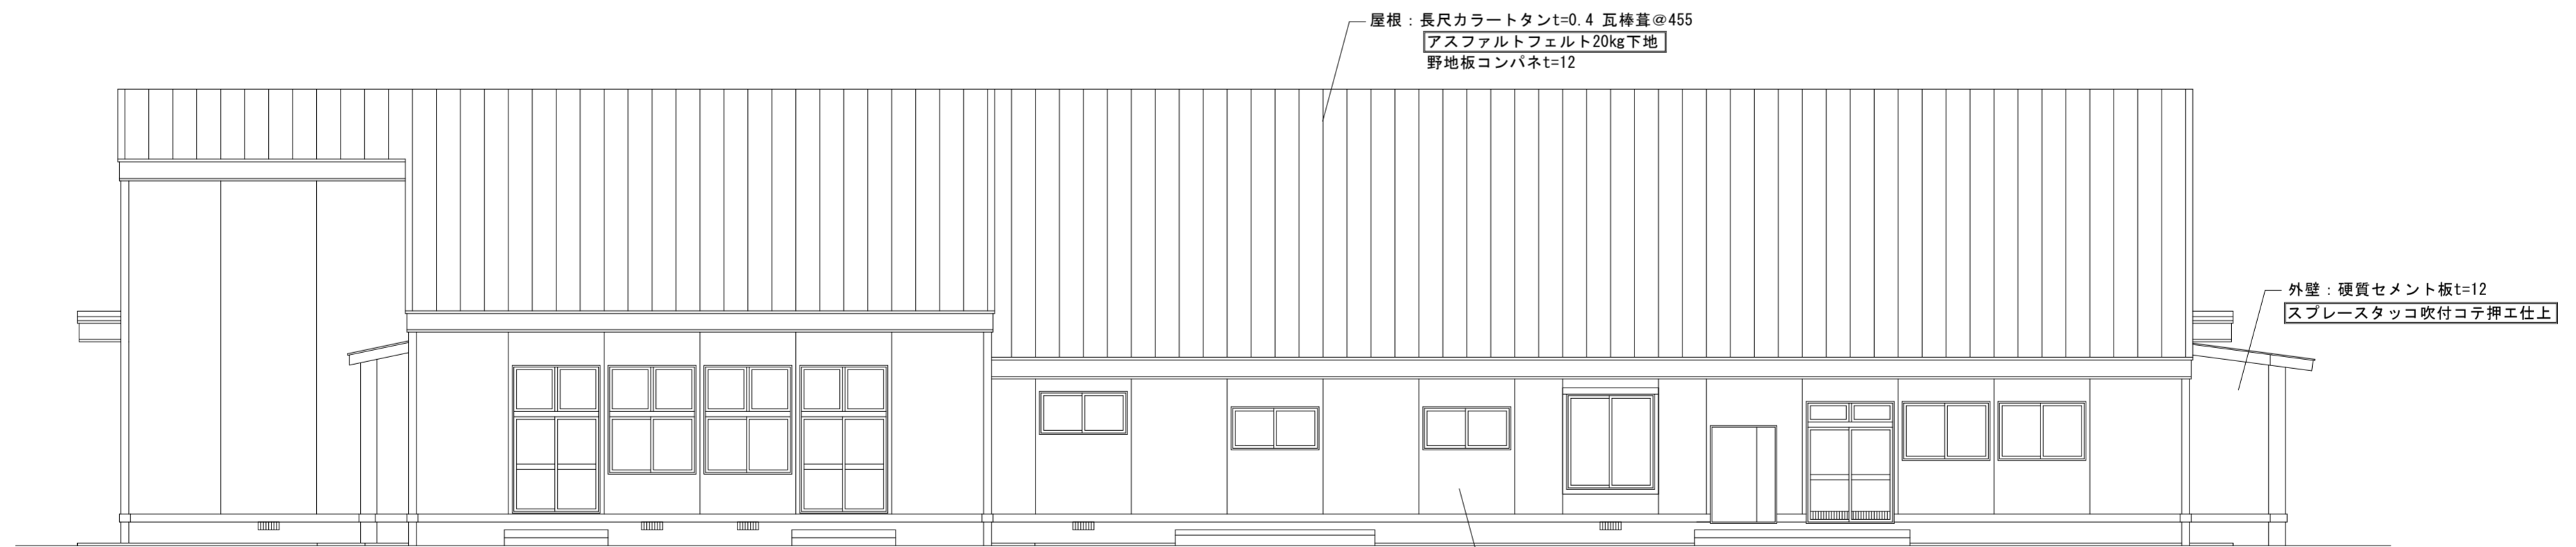 屋根：長尺カラートタンt=0.4 瓦棒葺@455
アスファルトフェルト20kg下地
野地板コンパネt=12
外壁：硬質セメント板t=12
スプレースタッコ吹付コテ押エ仕上